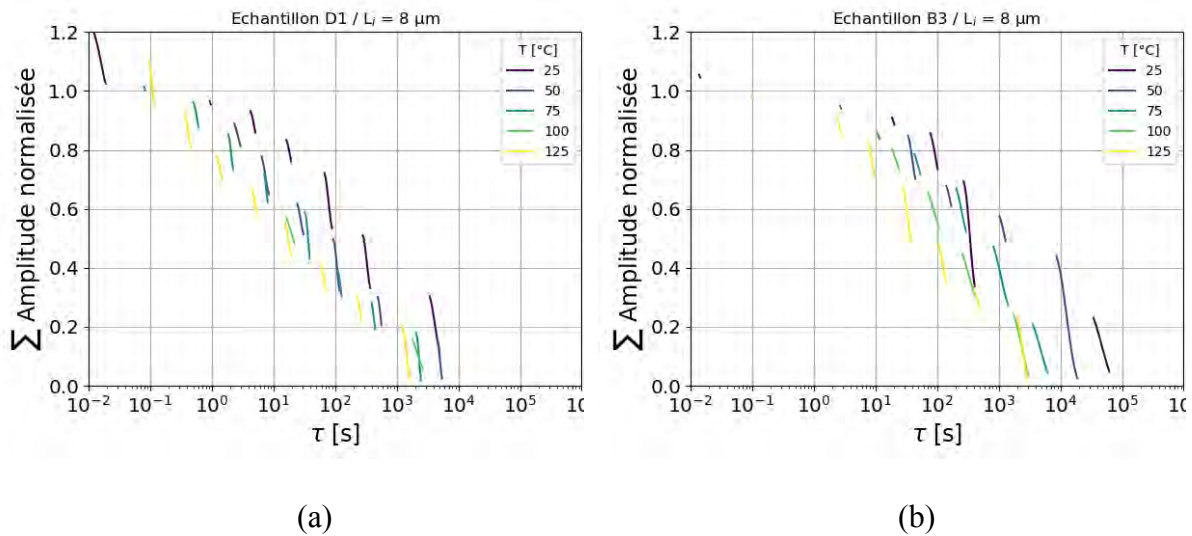 Echantillon D1 / Lᵢ = 8 µm
1.2
1.0
0.8
0.6
0.4
0.2
0.0
∑ Amplitude normalisée
T [°C]
25
50
75
100
125
10⁻² 10⁻¹ 10⁰ 10¹ 10² 10³ 10⁴ 10⁵
τ [s]
(a)
Echantillon B3 / Lᵢ = 8 µm
1.2
1.0
0.8
0.6
0.4
0.2
0.0
∑ Amplitude normalisée
T [°C]
25
50
75
100
125
10⁻² 10⁻¹ 10⁰ 10¹ 10² 10³ 10⁴ 10⁵
τ [s]
(b)